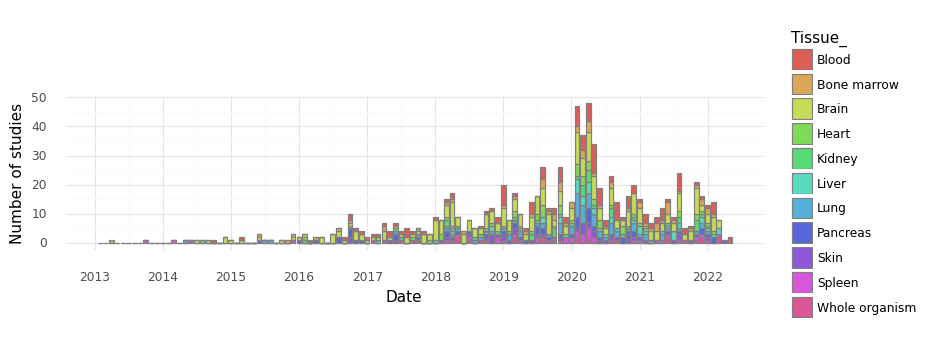 Tissue_
Blood
Bone marrow
Brain
Heart
Kidney
Liver
Lung
Pancreas
Skin
Spleen
Whole organism
Number of studies
50
40
30
20
10
0
2013 2014 2015 2016 2017 2018 2019 2020 2021 2022
Date